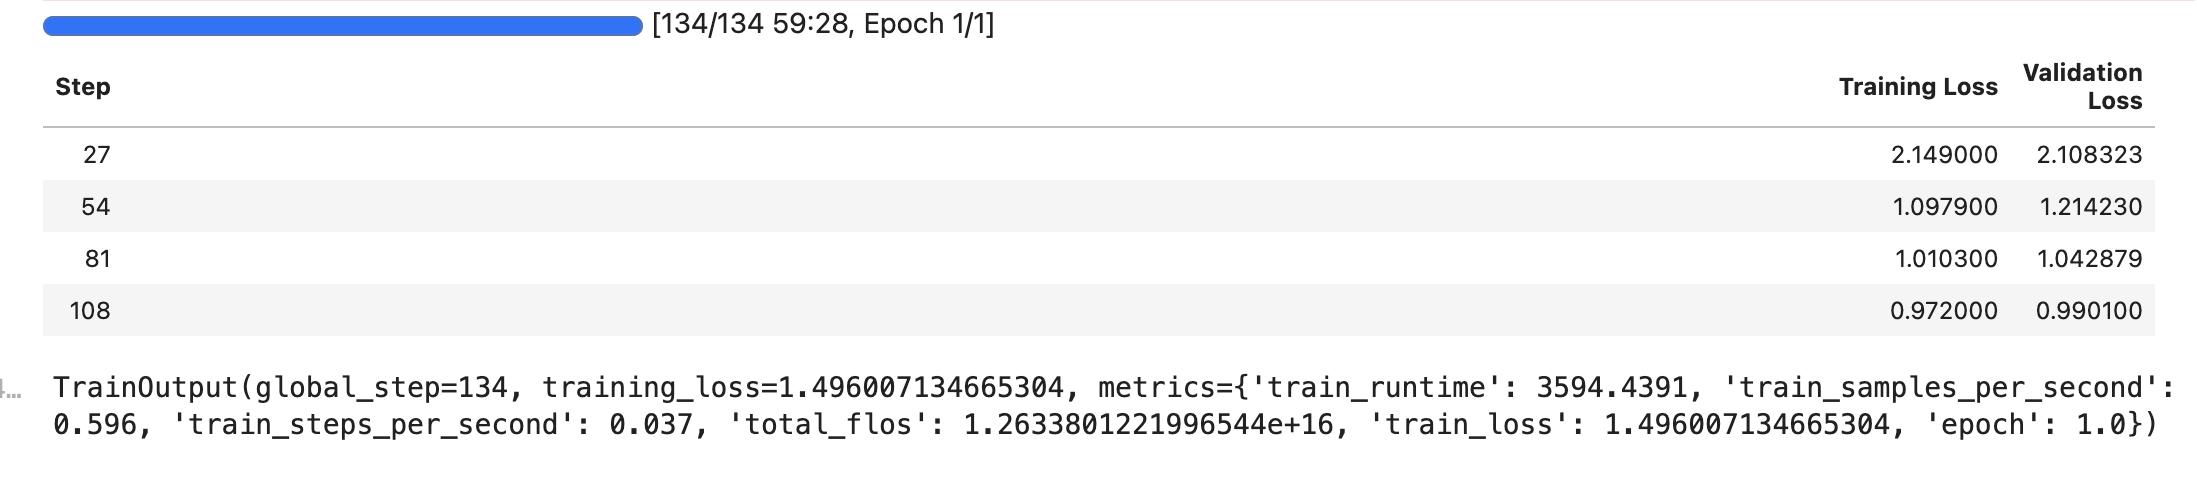 [134/134 59:28, Epoch 1/1]
Step Training Loss Validation Loss
27 2.149000 2.108323
54 1.097900 1.214230
81 1.010300 1.042879
108 0.972000 0.990100
TrainOutput(global_step=134, training_loss=1.496007134665304, metrics={'train_runtime': 3594.4391, 'train_samples_per_second':
0.596, 'train_steps_per_second': 0.037, 'total_flos': 1.2633801221996544e+16, 'train_loss': 1.496007134665304, 'epoch': 1.0})